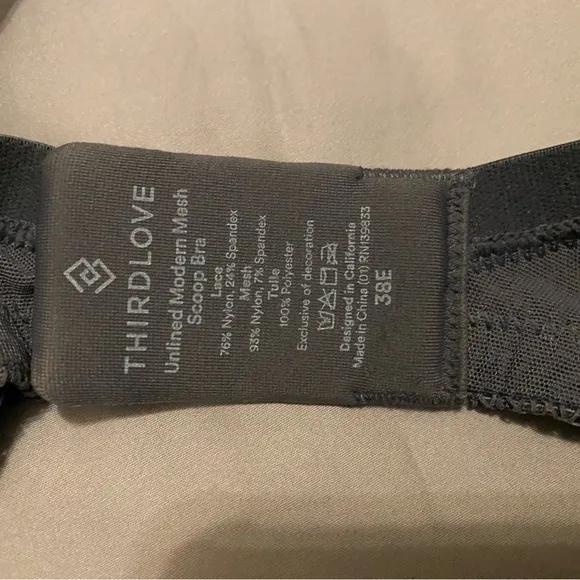 THIRDLOVE
Unlined Modern Mesh
Scoop Bra
Lace
76% Nylon, 24% Spandex
Mesh
93% Nylon, 7% Spandex
Tulle
100% Polyester
Exclusive of decoration
Designed in California
Made in China (01) RN139833
38E